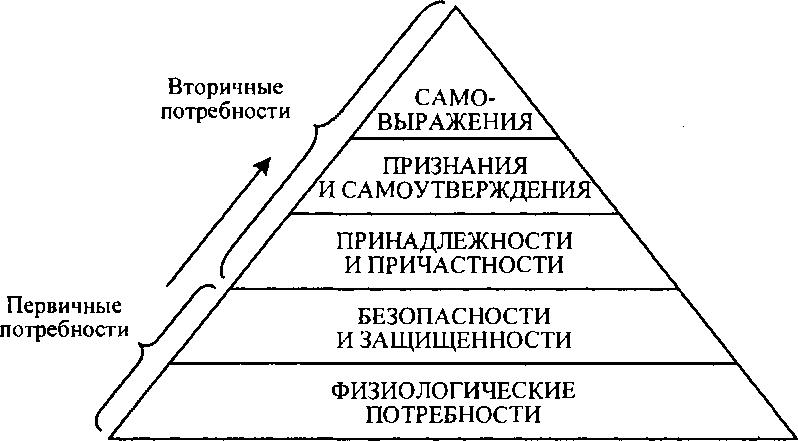 Вторичные
потребности
САМО-
ВЫРАЖЕНИЯ
ПРИЗНАНИЯ
И САМОУТВЕРЖДЕНИЯ
ПРИНАДЛЕЖНОСТИ
И ПРИЧАСТНОСТИ
Первичные
потребности
БЕЗОПАСНОСТИ
И ЗАЩИЩЕННОСТИ
ФИЗИОЛОГИЧЕСКИЕ
ПОТРЕБНОСТИ